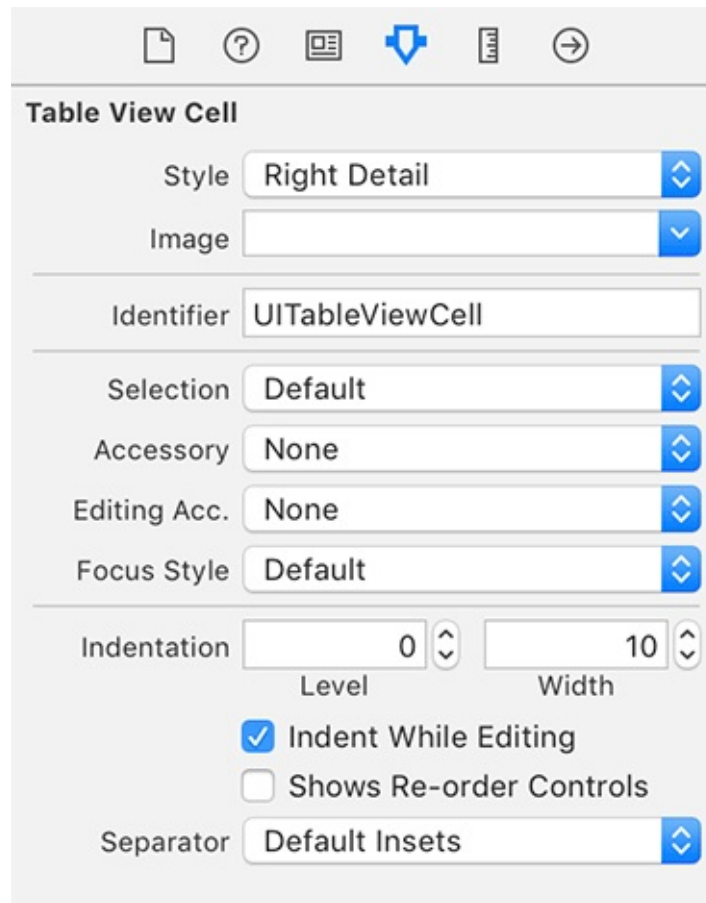 Table View Cell
Style Right Detail
Image
Identifier UITableViewCell
Selection Default
Accessory None
Editing Acc. None
Focus Style Default
Indentation 0 10
Level Width
Indent While Editing
Shows Re-order Controls
Separator Default Insets